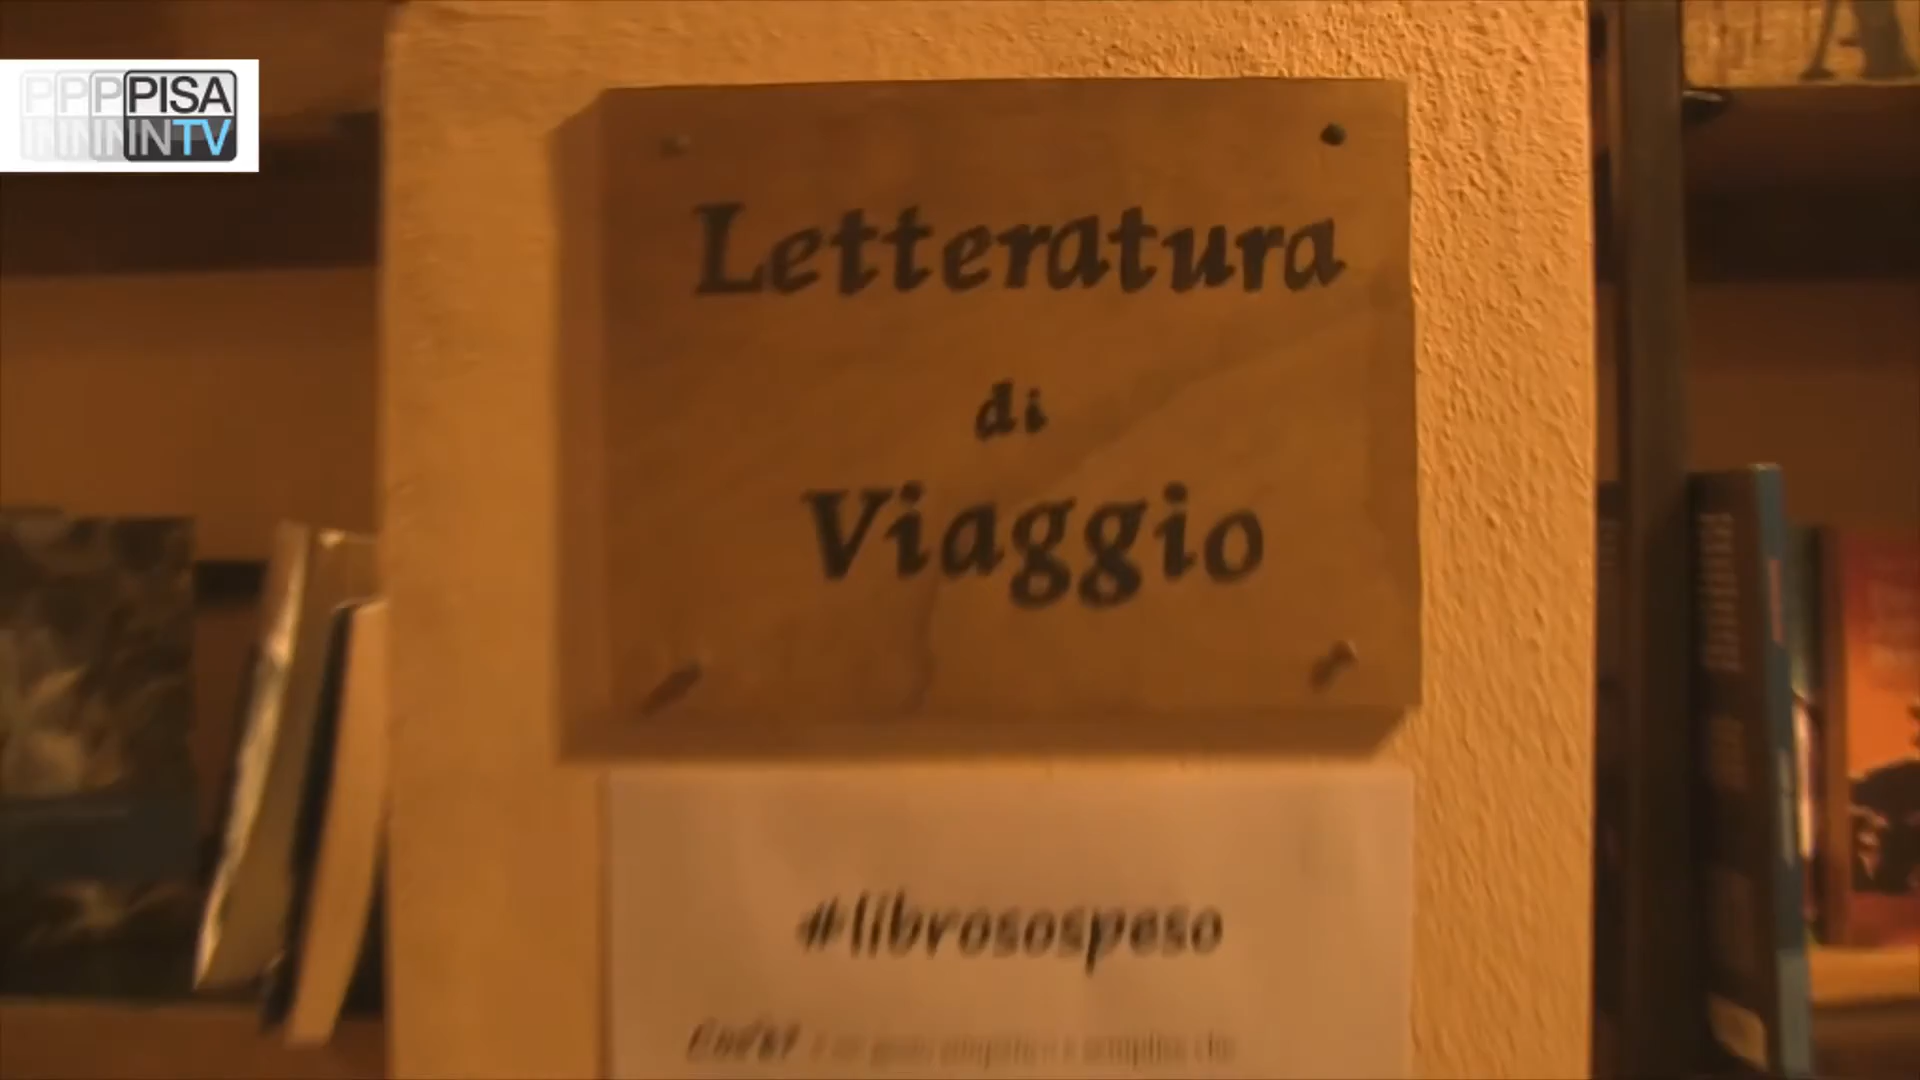 PISA
INTV
Letteratura
di
Viaggio
#librosospeso